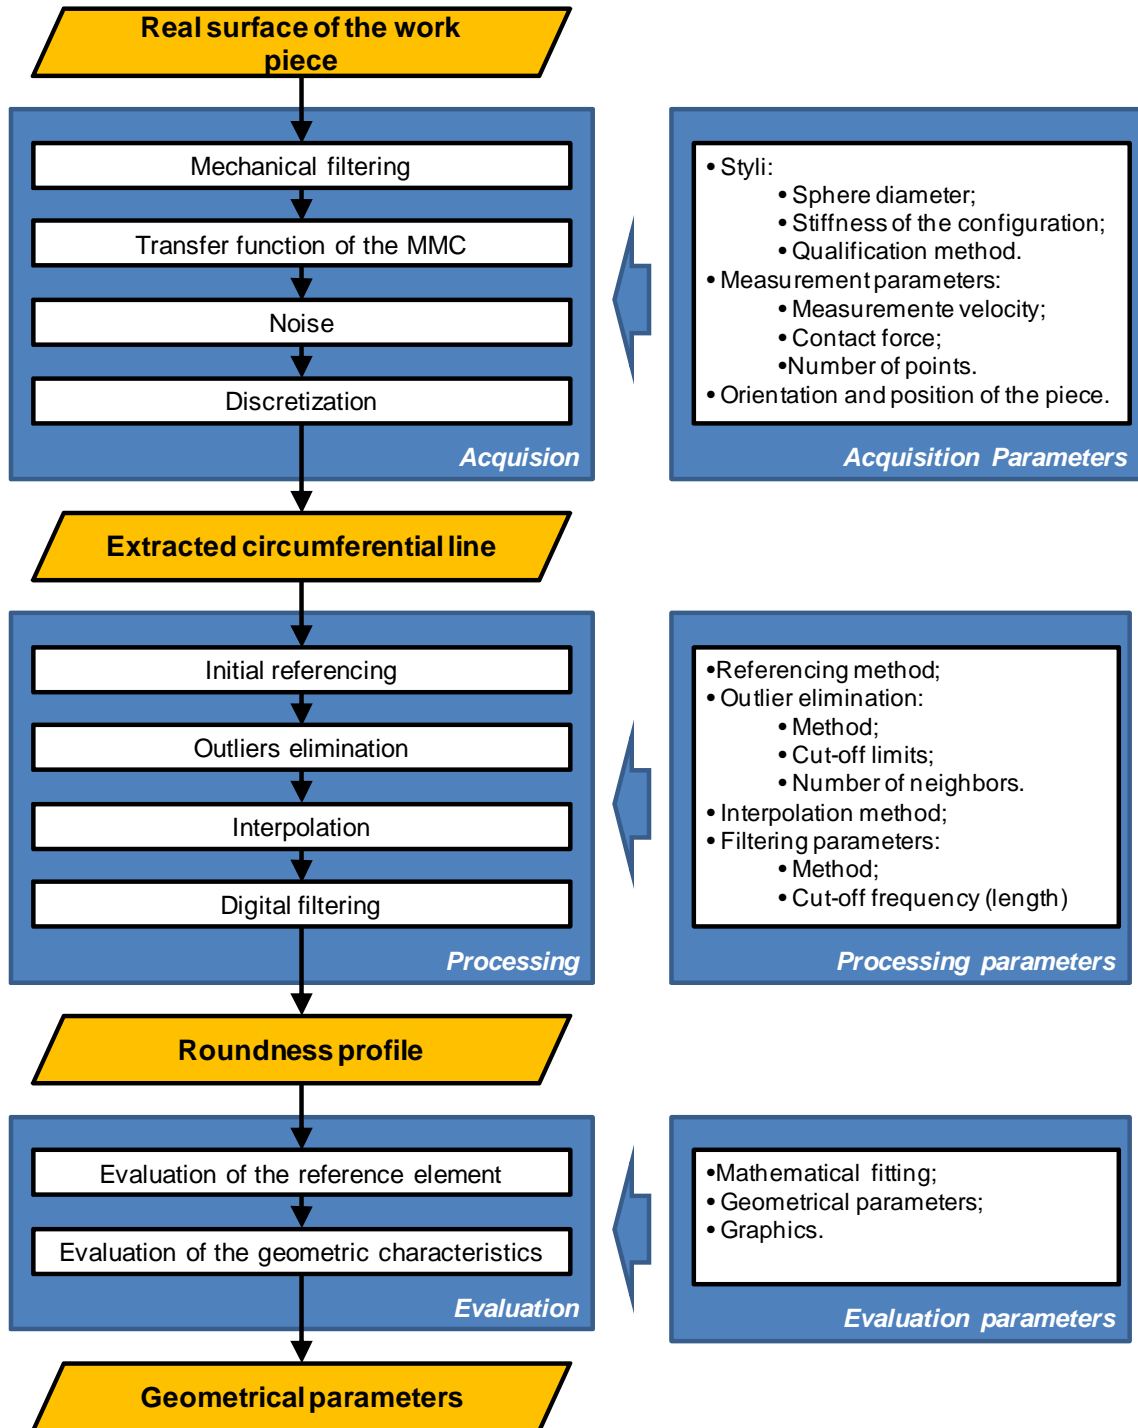 Real surface of the work
piece
Mechanical filtering
Transfer function of the MMC
Noise
Discretization
Acquision
• Styli:
• Sphere diameter;
• Stiffness of the configuration;
• Qualification method.
• Measurement parameters:
• Measuremente velocity;
• Contact force;
•Number of points.
• Orientation and position of the piece.
Acquisition Parameters
Extracted circumferential line
Initial referencing
Outliers elimination
Interpolation
Digital filtering
Processing
•Referencing method;
• Outlier elimination:
• Method;
• Cut-off limits;
• Number of neighbors.
• Interpolation method;
• Filtering parameters:
• Method;
• Cut-off frequency (length)
Processing parameters
Roundness profile
Evaluation of the reference element
Evaluation of the geometric characteristics
Evaluation
•Mathematical fitting;
• Geometrical parameters;
• Graphics.
Evaluation parameters
Geometrical parameters